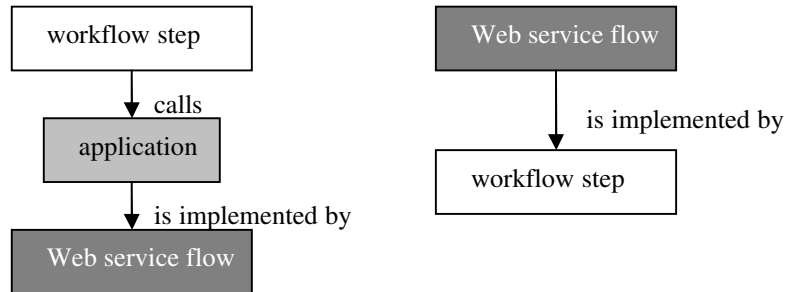 workflow step
calls
application
is implemented by
Web service flow
Web service flow
is implemented by
workflow step